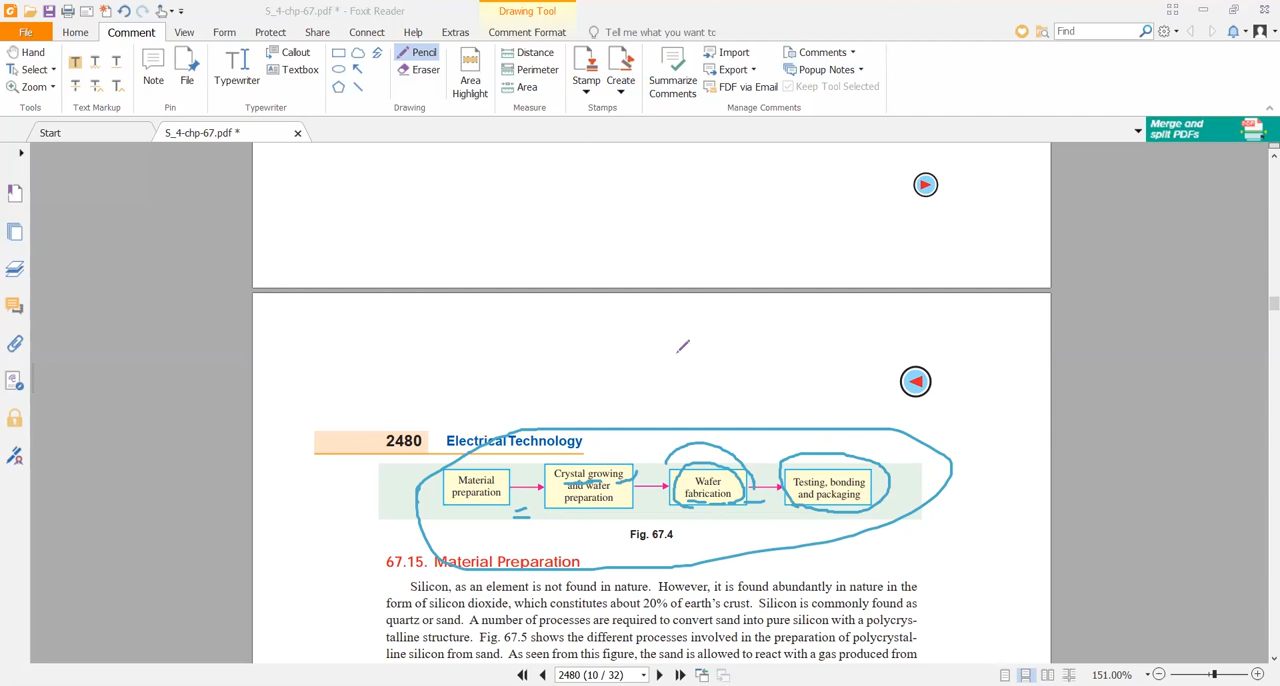 S_4-chp-67.pdf * - Foxit Reader
Drawing Tool
File Home Comment View Form Protect Share Connect Help Extras Comment Format Tell me what you want to
Find
Hand
Select
Zoom
Tools
Text Markup
Note
File
Pin
Typewriter
Callout
Textbox
Typewriter
Pencil
Eraser
Drawing
Area
Highlight
Distance
Perimeter
Area
Measure
Stamp
Create
Stamps
Summarize
Comments
Import
Export
FDF via Email
Comments
Popup Notes
Keep Tool Selected
Manage Comments
Start
S_4-chp-67.pdf *
Merge and
split PDFs
2480 Electrical Technology
Material
preparation
Crystal growing
and wafer
preparation
Wafer
fabrication
Testing, bonding
and packaging
Fig. 67.4
67.15. Material Preparation
Silicon, as an element is not found in nature. However, it is found abundantly in nature in the
form of silicon dioxide, which constitutes about 20% of earth's crust. Silicon is commonly found as
quartz or sand. A number of processes are required to convert sand into pure silicon with a polycrys-
talline structure. Fig. 67.5 shows the different processes involved in the preparation of polycrystal-
line silicon from sand. As seen from this figure, the sand is allowed to react with a gas produced from
2480 (10 / 32)
151.00%